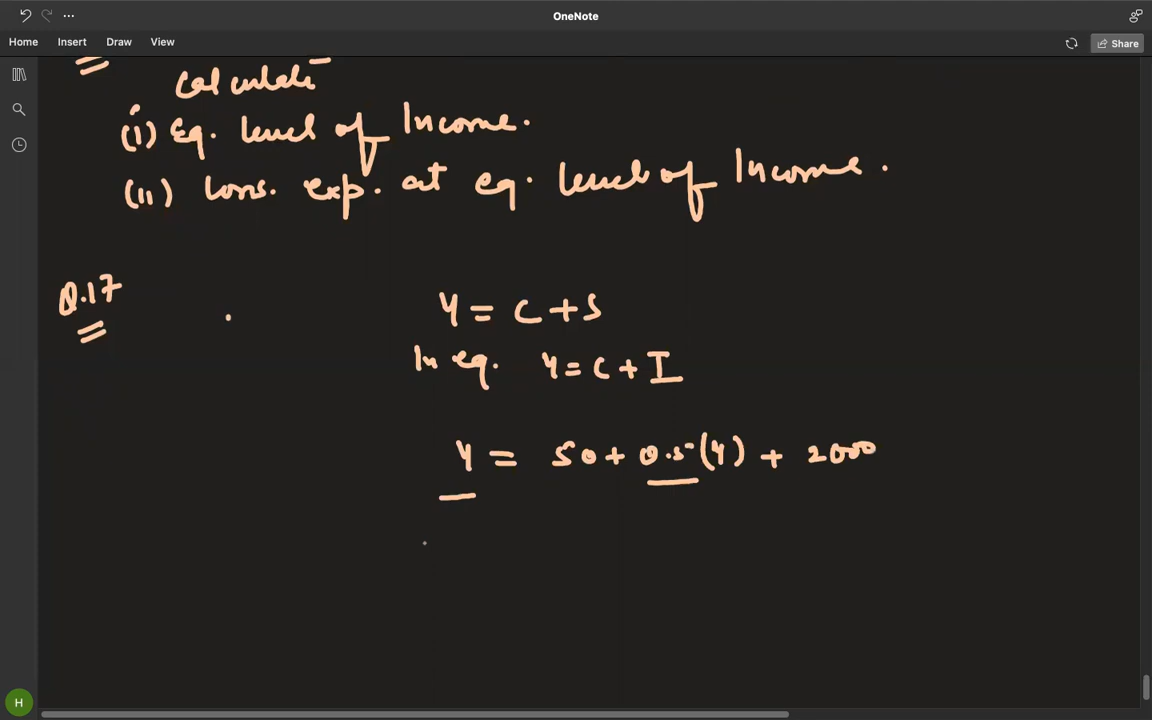 OneNote
Home Insert Draw View
Share
Calculate
(i) Eq. level of Income.
(ii) Cons. exp. at eq. level of Income.
Q.17
Y = C + S
In eq. Y = C + I
Y = 50 + 0.5(Y) + 2000
H